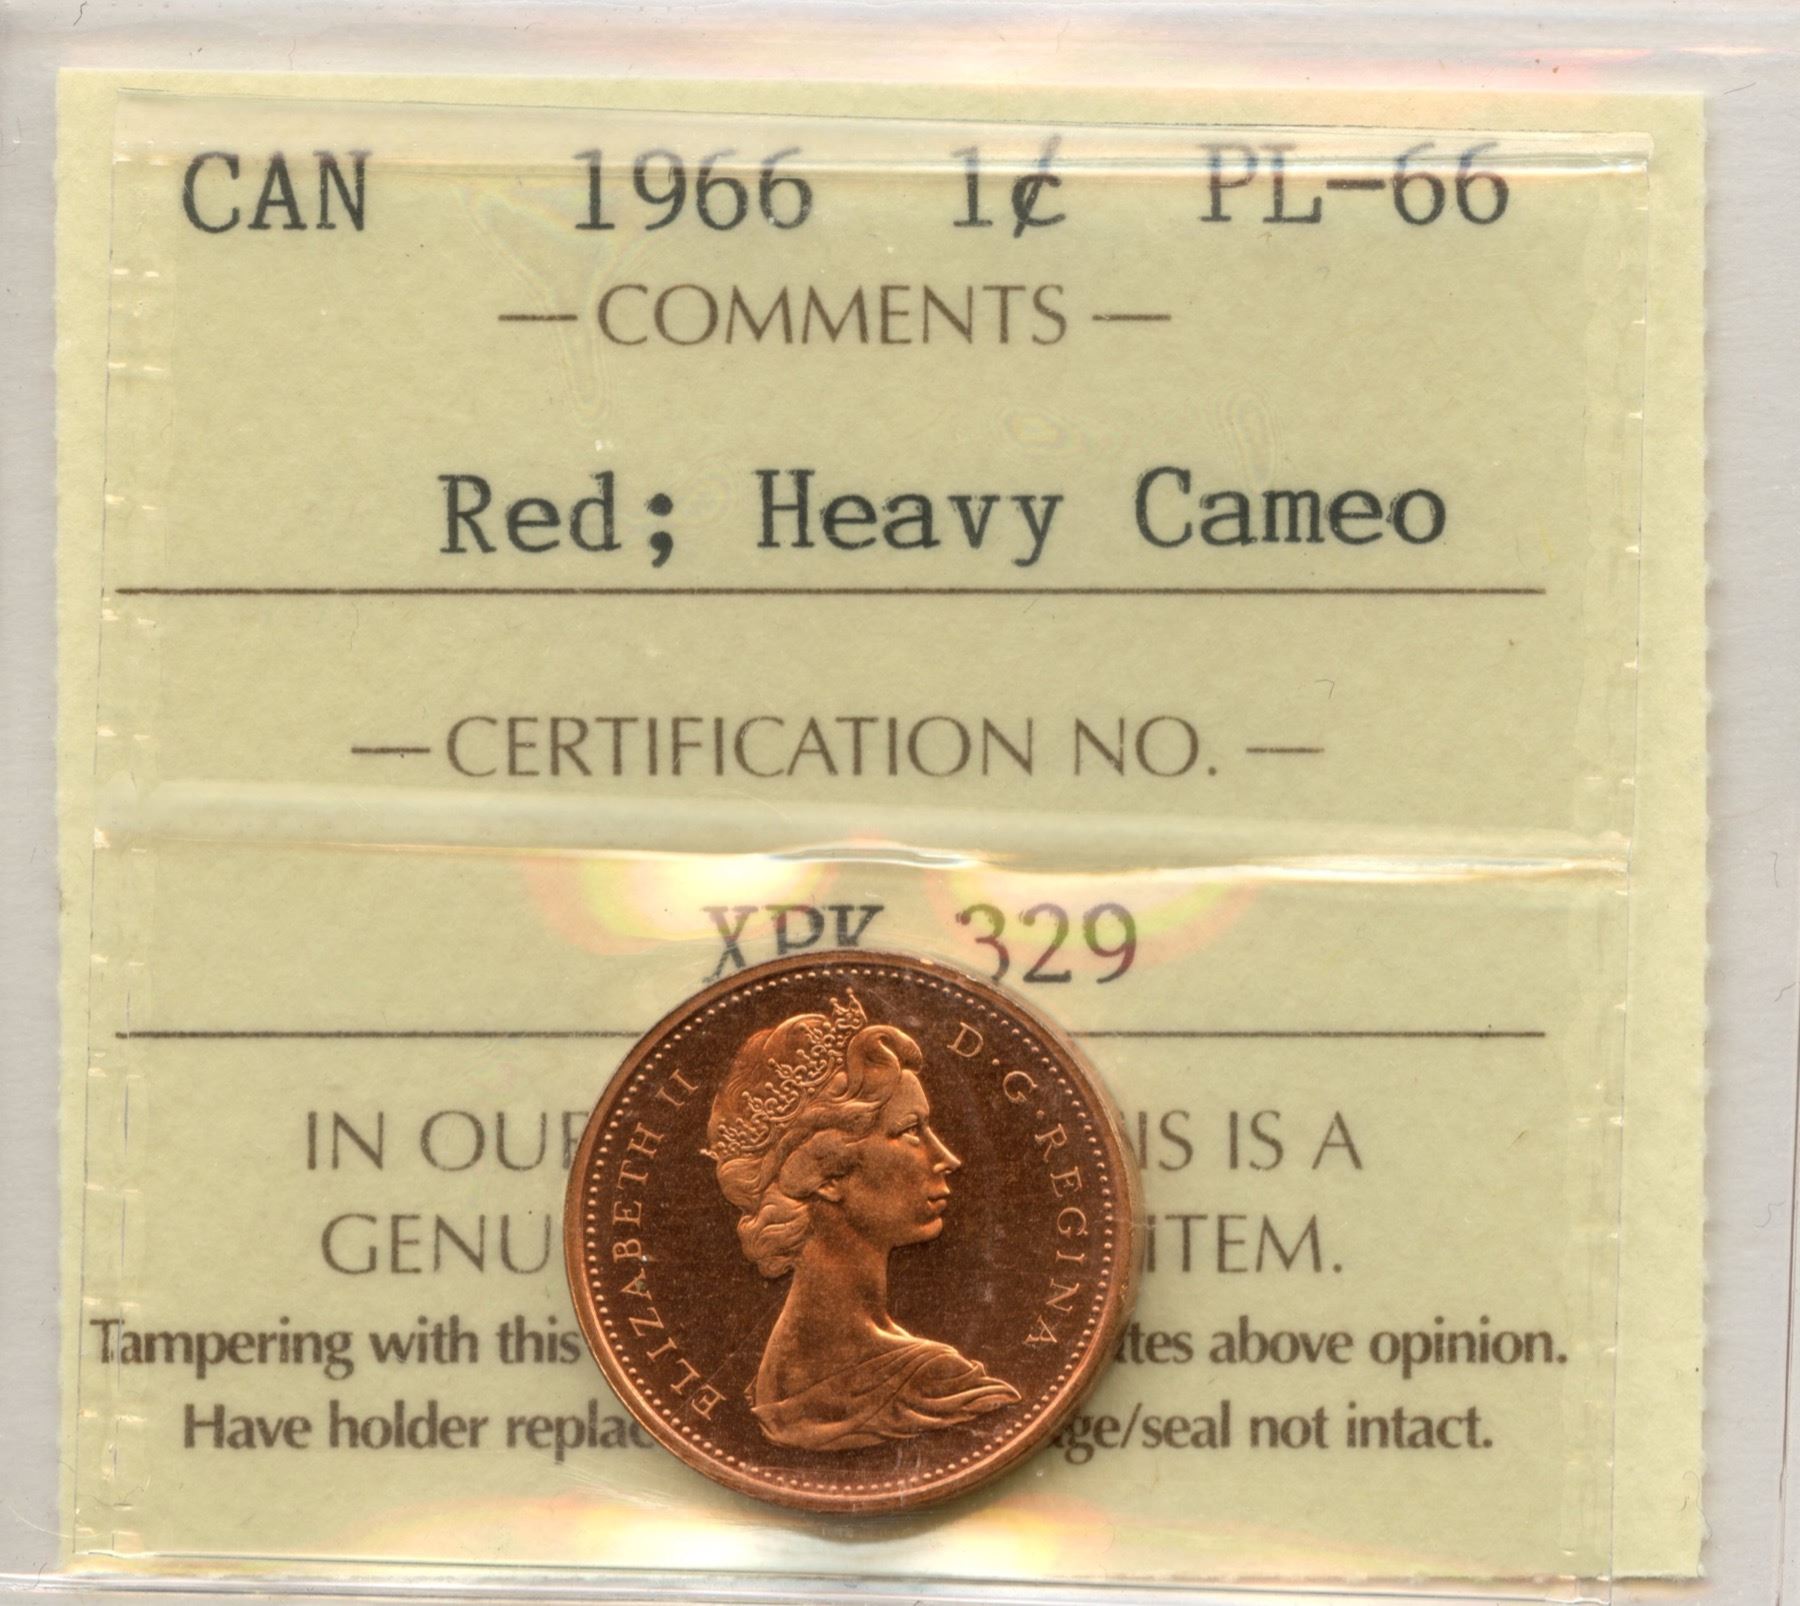 CAN 1966 1¢ PL-66
— COMMENTS —
Red; Heavy Cameo
— CERTIFICATION NO. —
XPK 329
IN OUR IS IS A
GENU ITEM.
Tampering with this tes above opinion.
Have holder replac ge/seal not intact.
ELIZABETH II D·G·REGINA